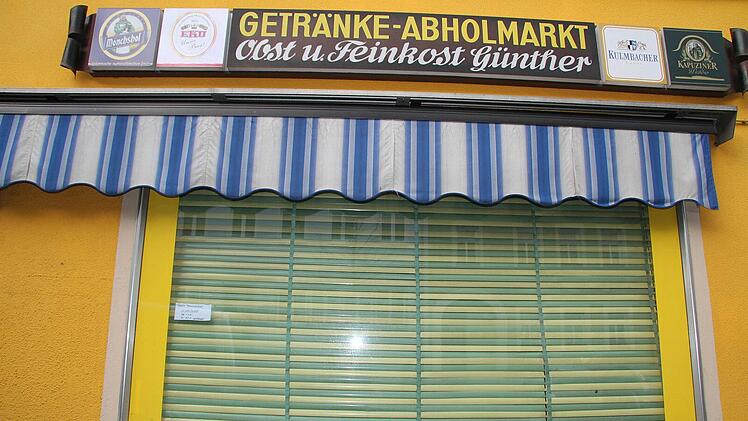 Mönchshof
EKU
GETRÄNKE-ABHOLMARKT
Obst u. Feinkost Günther
KULMBACHER
KAPUZINER